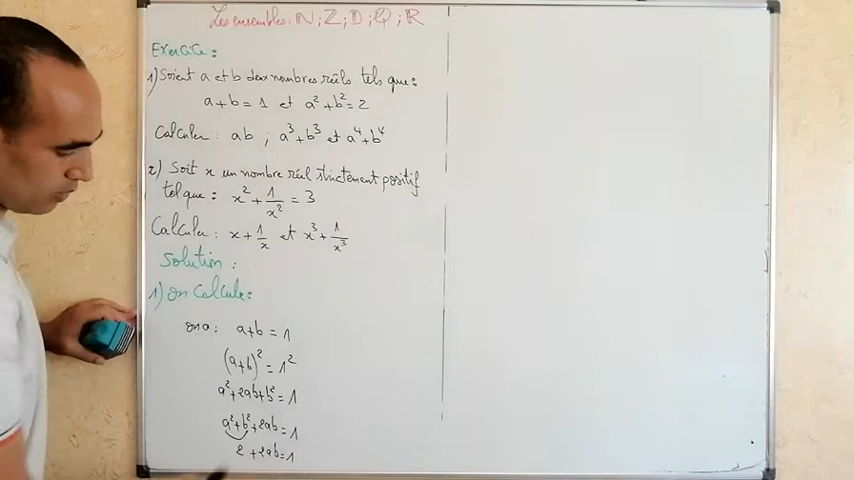 Les ensembles : ℕ ; ℤ ; 𝔻 ; ℚ ; ℝ
Exercice :
1) Soient a et b deux nombres réels tels que :
a+b = 1 et a²+b² = 2
Calculer : ab ; a³+b³ et a⁴+b⁴
2) Soit x un nombre réel strictement positif
tel que : x² + 1/x² = 3
Calculer : x + 1/x et x³ + 1/x³
Solution :
1) on Calcule :
on a : a+b = 1
(a+b)² = 1²
a²+2ab+b² = 1
a²+b²+2ab = 1
2+2ab=1